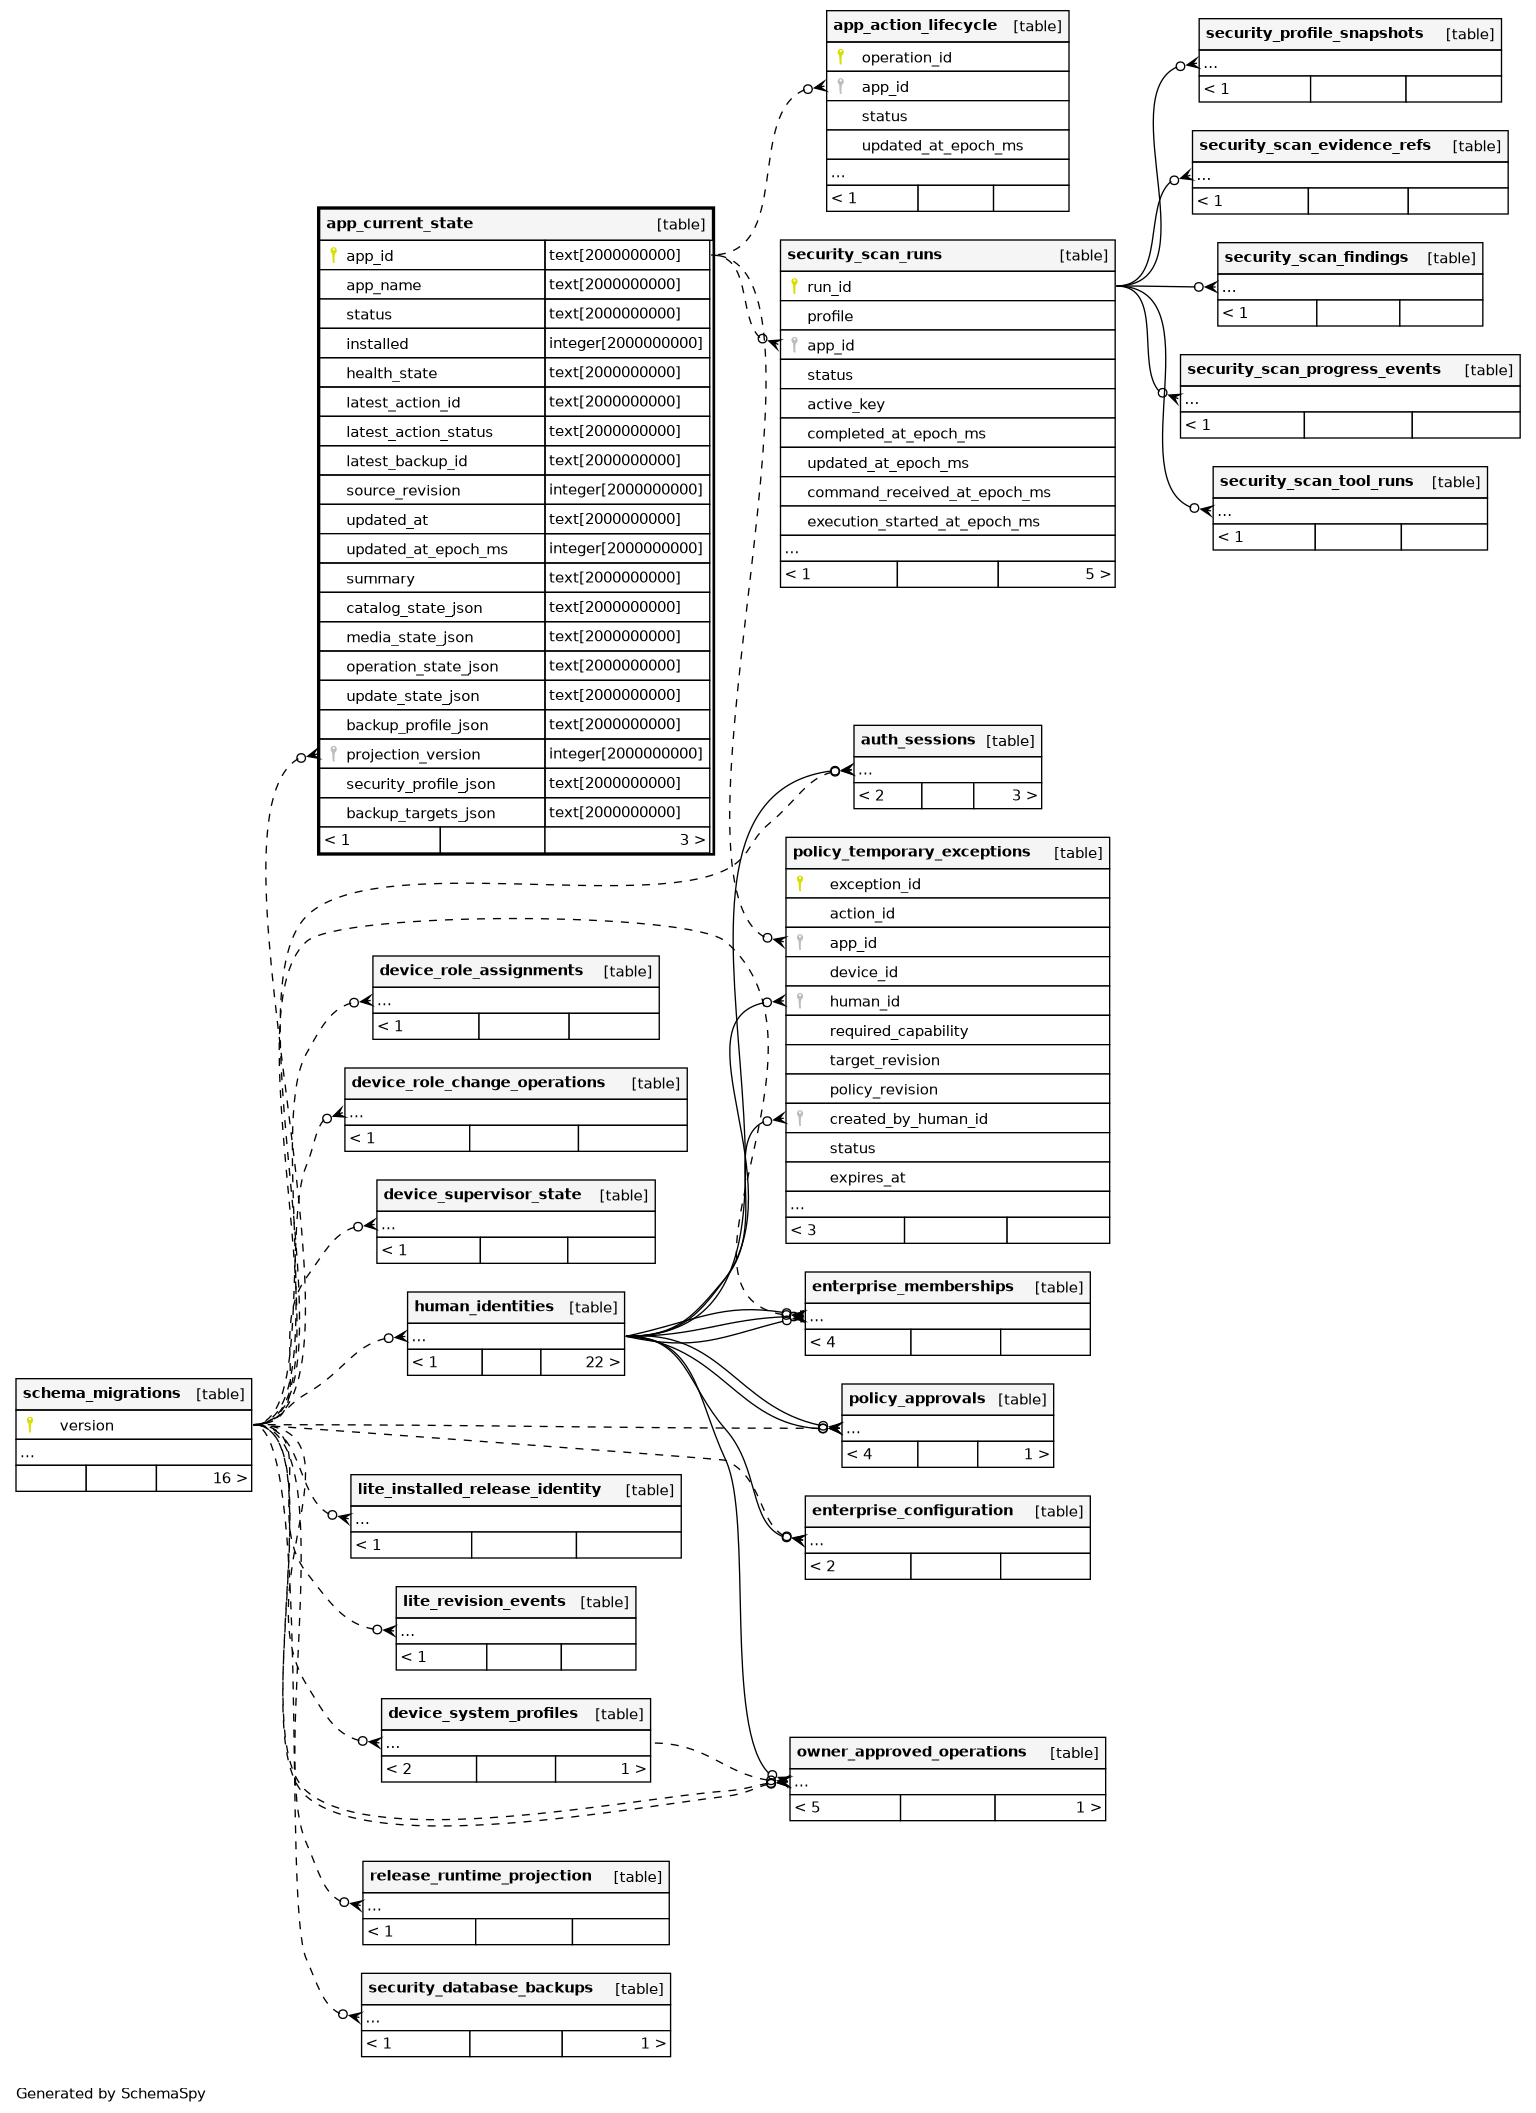 app_action_lifecycle [table]
operation_id
app_id
status
updated_at_epoch_ms
...
< 1
security_profile_snapshots [table]
...
< 1
security_scan_evidence_refs [table]
...
< 1
security_scan_findings [table]
...
< 1
security_scan_progress_events [table]
...
< 1
security_scan_tool_runs [table]
...
< 1
app_current_state [table]
app_id text[2000000000]
app_name text[2000000000]
status text[2000000000]
installed integer[2000000000]
health_state text[2000000000]
latest_action_id text[2000000000]
latest_action_status text[2000000000]
latest_backup_id text[2000000000]
source_revision integer[2000000000]
updated_at text[2000000000]
updated_at_epoch_ms integer[2000000000]
summary text[2000000000]
catalog_state_json text[2000000000]
media_state_json text[2000000000]
operation_state_json text[2000000000]
update_state_json text[2000000000]
backup_profile_json text[2000000000]
projection_version integer[2000000000]
security_profile_json text[2000000000]
backup_targets_json text[2000000000]
< 1 3 >
security_scan_runs [table]
run_id
profile
app_id
status
active_key
completed_at_epoch_ms
updated_at_epoch_ms
command_received_at_epoch_ms
execution_started_at_epoch_ms
...
< 1 5 >
auth_sessions [table]
...
< 2 3 >
policy_temporary_exceptions [table]
exception_id
action_id
app_id
device_id
human_id
required_capability
target_revision
policy_revision
created_by_human_id
status
expires_at
...
< 3
device_role_assignments [table]
...
< 1
device_role_change_operations [table]
...
< 1
device_supervisor_state [table]
...
< 1
human_identities [table]
...
< 1 22 >
enterprise_memberships [table]
...
< 4
schema_migrations [table]
version
...
16 >
policy_approvals [table]
...
< 4 1 >
lite_installed_release_identity [table]
...
< 1
enterprise_configuration [table]
...
< 2
lite_revision_events [table]
...
< 1
device_system_profiles [table]
...
< 2 1 >
owner_approved_operations [table]
...
< 5 1 >
release_runtime_projection [table]
...
< 1
security_database_backups [table]
...
< 1 1 >
Generated by SchemaSpy